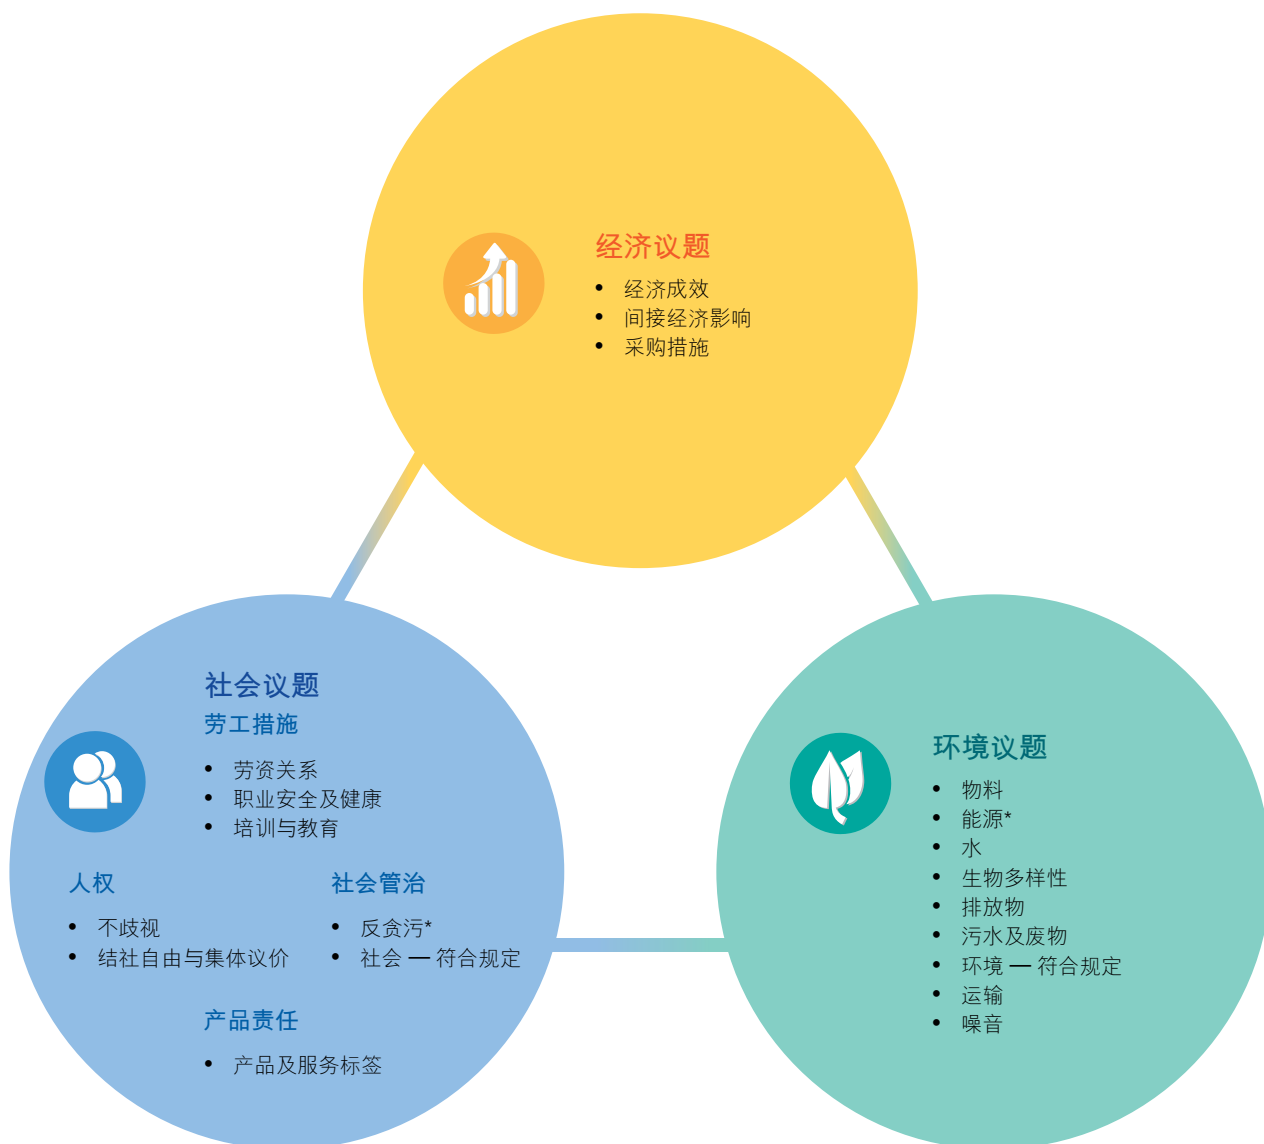 经济议题
• 经济成效
• 间接经济影响
• 采购措施
社会议题
劳工措施
• 劳资关系
• 职业安全及健康
• 培训与教育
人权
• 不歧视
• 结社自由与集体议价
社会管治
• 反贪污*
• 社会 — 符合规定
产品责任
• 产品及服务标签
环境议题
• 物料
• 能源*
• 水
• 生物多样性
• 排放物
• 污水及废物
• 环境 — 符合规定
• 运输
• 噪音